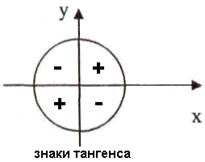 y
- +
+ -
x
знаки тангенса